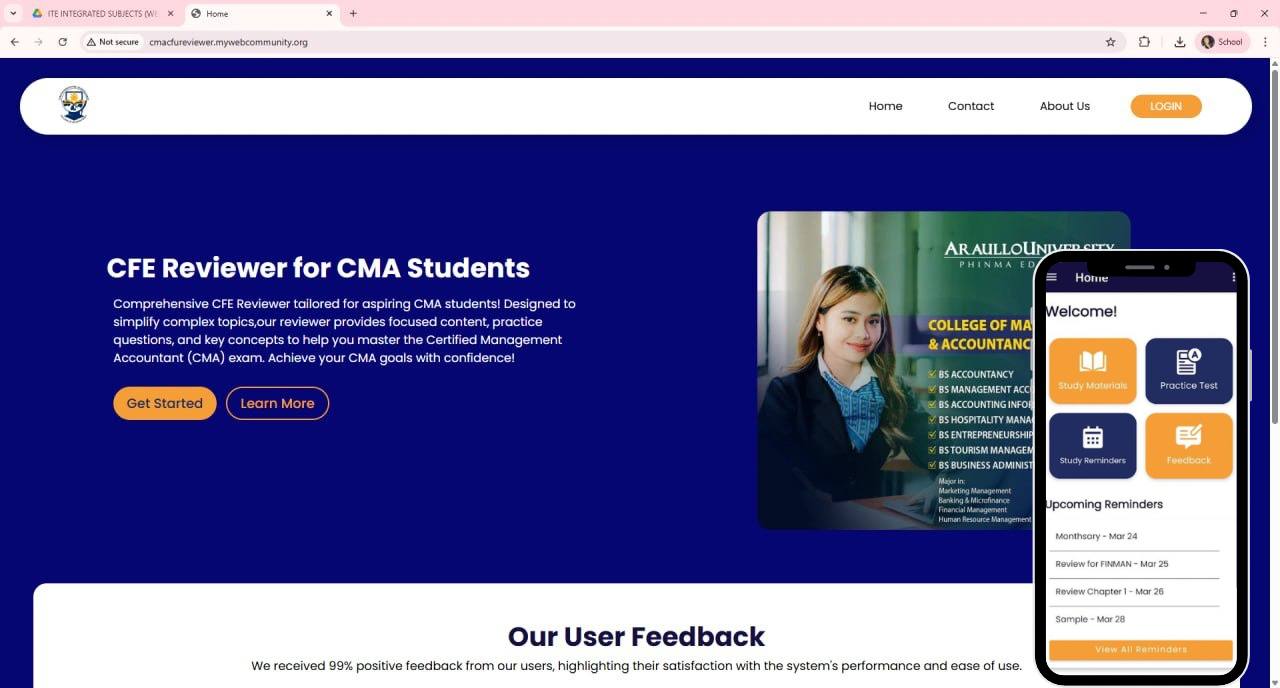 ITE INTEGRATED SUBJECTS (WE
Home
Not secure
cmacfureviewer.mywebcommunity.org
School
Home
Contact
About Us
LOGIN
CFE Reviewer for CMA Students
Comprehensive CFE Reviewer tailored for aspiring CMA students! Designed to
simplify complex topics,our reviewer provides focused content, practice
questions, and key concepts to help you master the Certified Management
Accountant (CMA) exam. Achieve your CMA goals with confidence!
Get Started
Learn More
ARAULLO UNIVERSITY
PHINMA ED
COLLEGE OF MA
& ACCOUNTANC
BS ACCOUNTANCY
BS MANAGEMENT ACC
BS ACCOUNTING INFOR
BS HOSPITALITY MANA
BS ENTREPRENEURSHIP
BS TOURISM MANAGEM
BS BUSINESS ADMINIST
Major in:
Marketing Management
Banking & Microfinance
Financial Management
Human Resource Management
Home
Welcome!
Study Materials
Practice Test
Study Reminders
Feedback
Upcoming Reminders
Monthsary - Mar 24
Review for FINMAN - Mar 25
Review Chapter 1 - Mar 26
Sample - Mar 28
View All Reminders
Our User Feedback
We received 99% positive feedback from our users, highlighting their satisfaction with the system's performance and ease of use.